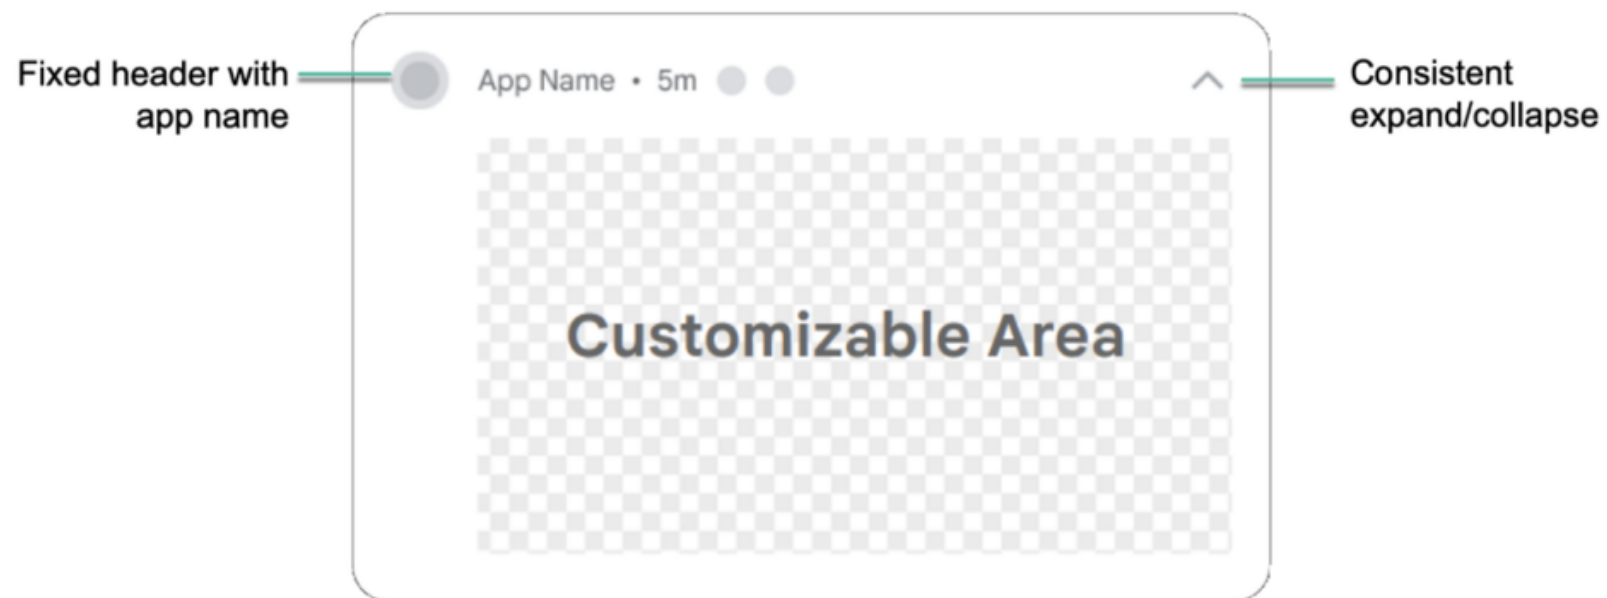 Fixed header with
app name
App Name • 5m
Consistent
expand/collapse
Customizable Area